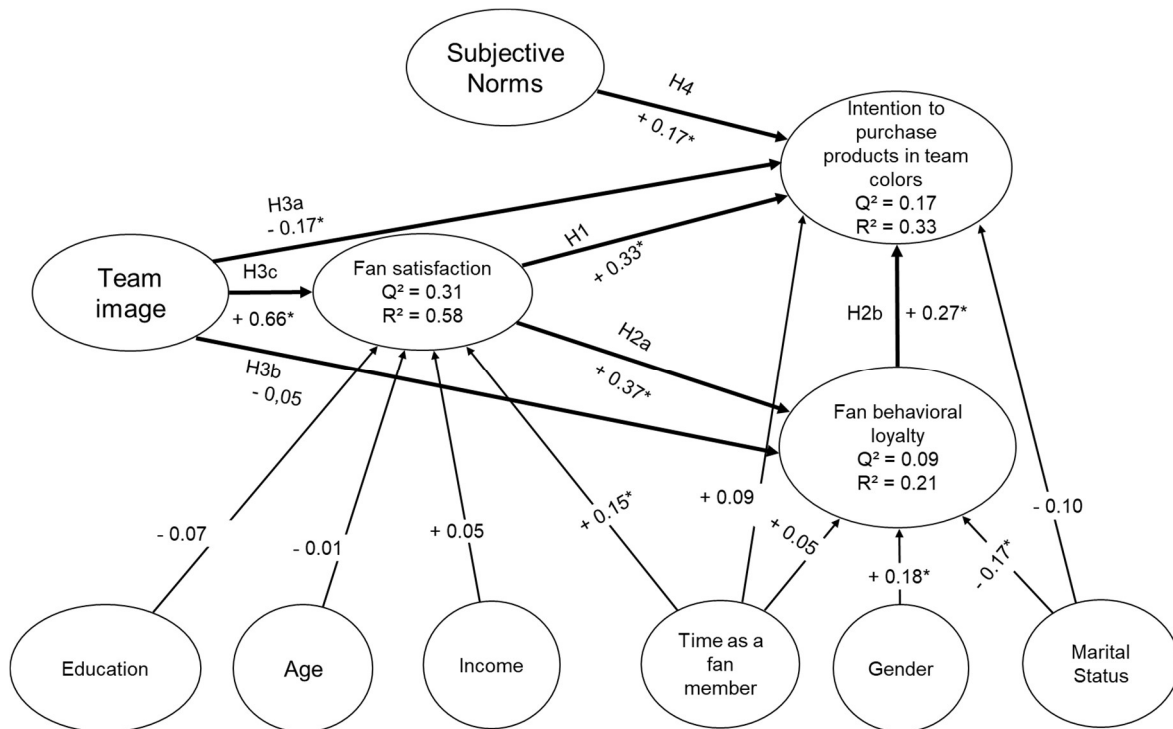 Subjective
Norms
H4
+ 0.17*
Intention to
purchase
products in team
colors
Q² = 0.17
R² = 0.33
H3a
- 0.17*
H1
+ 0.33*
Team
image
H3c
+ 0.66*
Fan satisfaction
Q² = 0.31
R² = 0.58
H2b
+ 0.27*
H2a
+ 0.37*
H3b
- 0,05
Fan behavioral
loyalty
Q² = 0.09
R² = 0.21
- 0.07
- 0.01
+ 0.05
+ 0.15*
+ 0.09
+ 0.05
+ 0.18*
- 0.17*
- 0.10
Education
Age
Income
Time as a
fan
member
Gender
Marital
Status